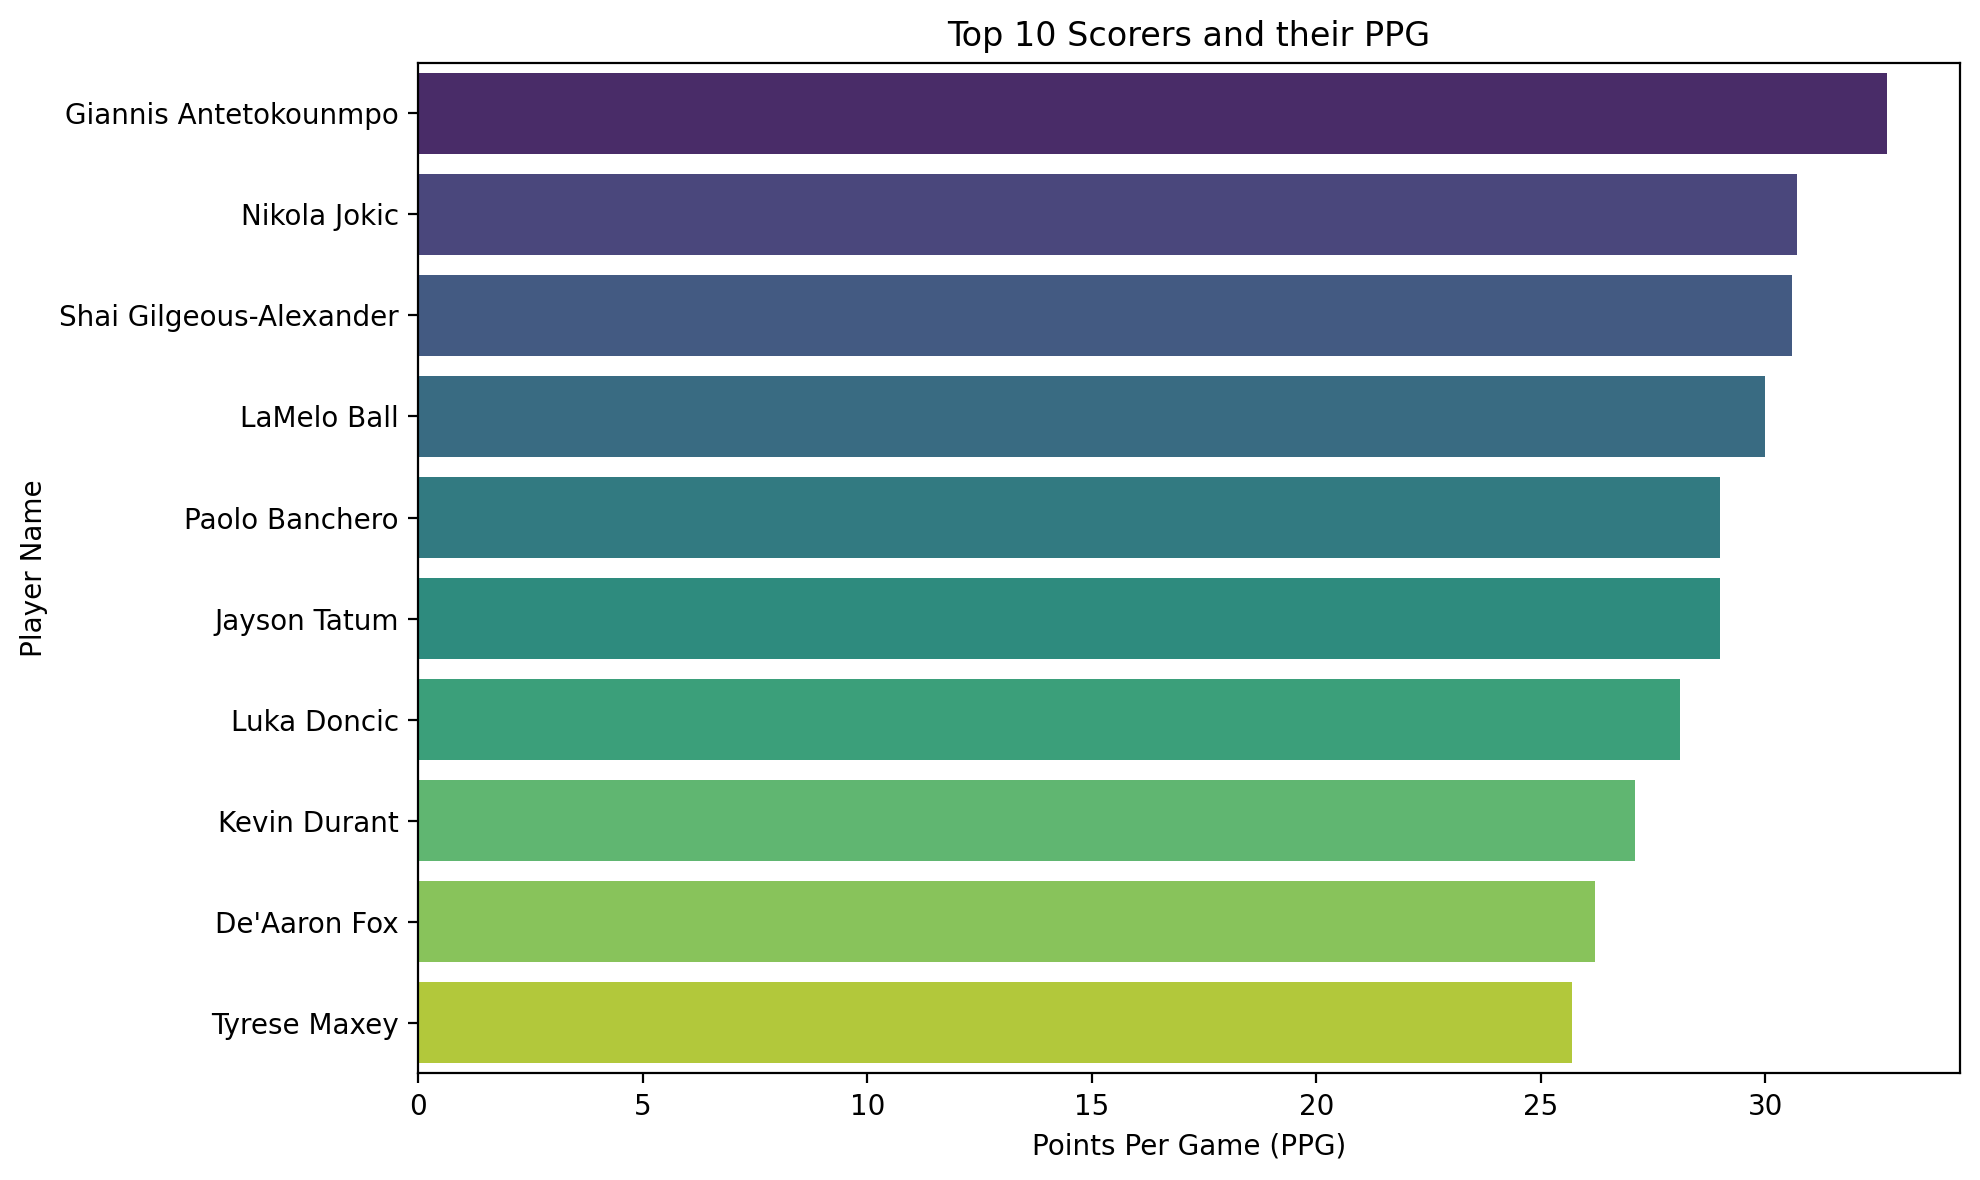 Top 10 Scorers and their PPG
Giannis Antetokounmpo
Nikola Jokic
Shai Gilgeous-Alexander
LaMelo Ball
Paolo Banchero
Jayson Tatum
Luka Doncic
Kevin Durant
De'Aaron Fox
Tyrese Maxey
Player Name
0 5 10 15 20 25 30
Points Per Game (PPG)